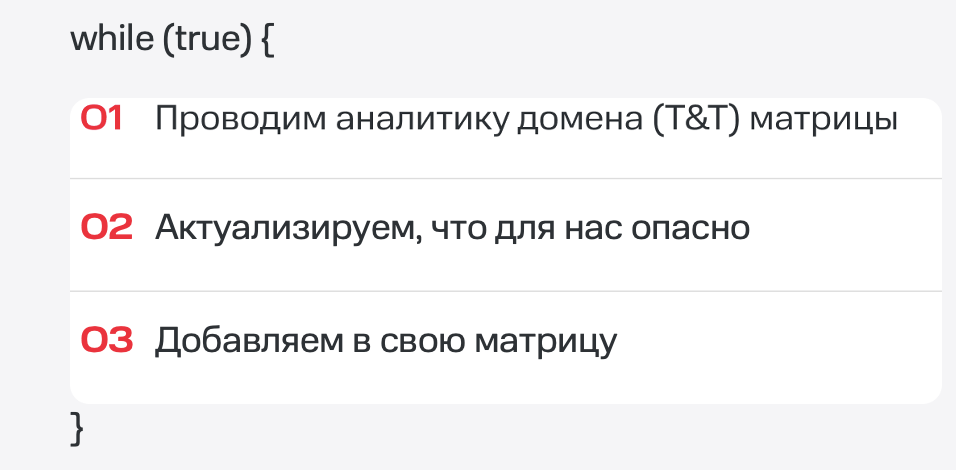 while (true) {
01 Проводим аналитику домена (T&T) матрицы
02 Актуализируем, что для нас опасно
03 Добавляем в свою матрицу
}